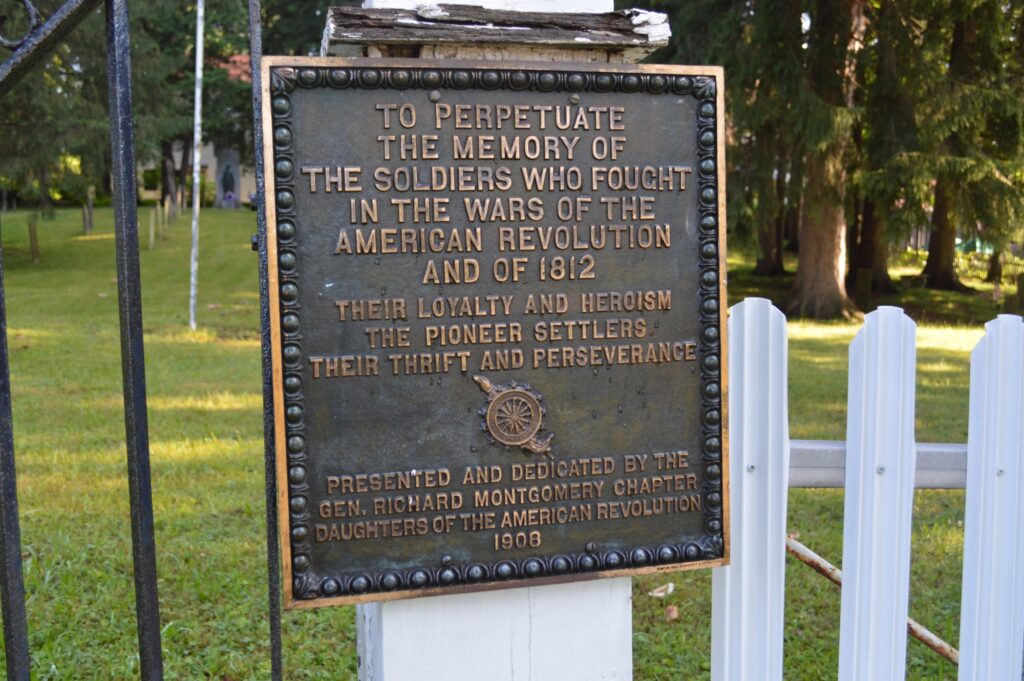 TO PERPETUATE
THE MEMORY OF
THE SOLDIERS WHO FOUGHT
IN THE WARS OF THE
AMERICAN REVOLUTION
AND OF 1812
THEIR LOYALTY AND HEROISM
THE PIONEER SETTLERS
THEIR THRIFT AND PERSEVERANCE
PRESENTED AND DEDICATED BY THE
GEN. RICHARD MONTGOMERY CHAPTER
DAUGHTERS OF THE AMERICAN REVOLUTION
1908